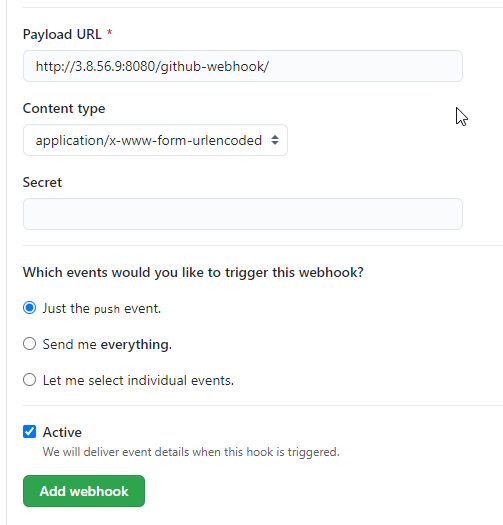 Payload URL *
http://3.8.56.9:8080/github-webhook/
Content type
application/x-www-form-urlencoded
Secret
Which events would you like to trigger this webhook?
Just the push event.
Send me everything.
Let me select individual events.
Active
We will deliver event details when this hook is triggered.
Add webhook